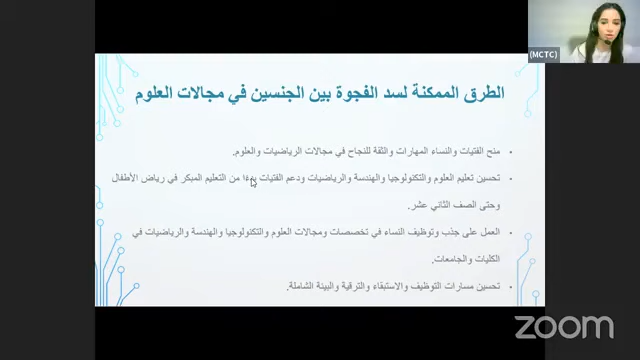 (MCTC)
الطرق الممكنة لسد الفجوة بين الجنسين في مجالات العلوم
• منح الفتيات والنساء المهارات والثقة للنجاح في مجالات الرياضيات والعلوم.
• تحسين تعليم العلوم والتكنولوجيا والهندسة والرياضيات ودعم الفتيات بدءًا من التعليم المبكر في رياض الأطفال
وحتى الصف الثاني عشر.
• العمل على جذب وتوظيف النساء في تخصصات ومجالات العلوم والتكنولوجيا والهندسة والرياضيات في
الكليات والجامعات.
• تحسين مسارات التوظيف والاستبقاء والترقية والبيئة الشاملة.
zoom